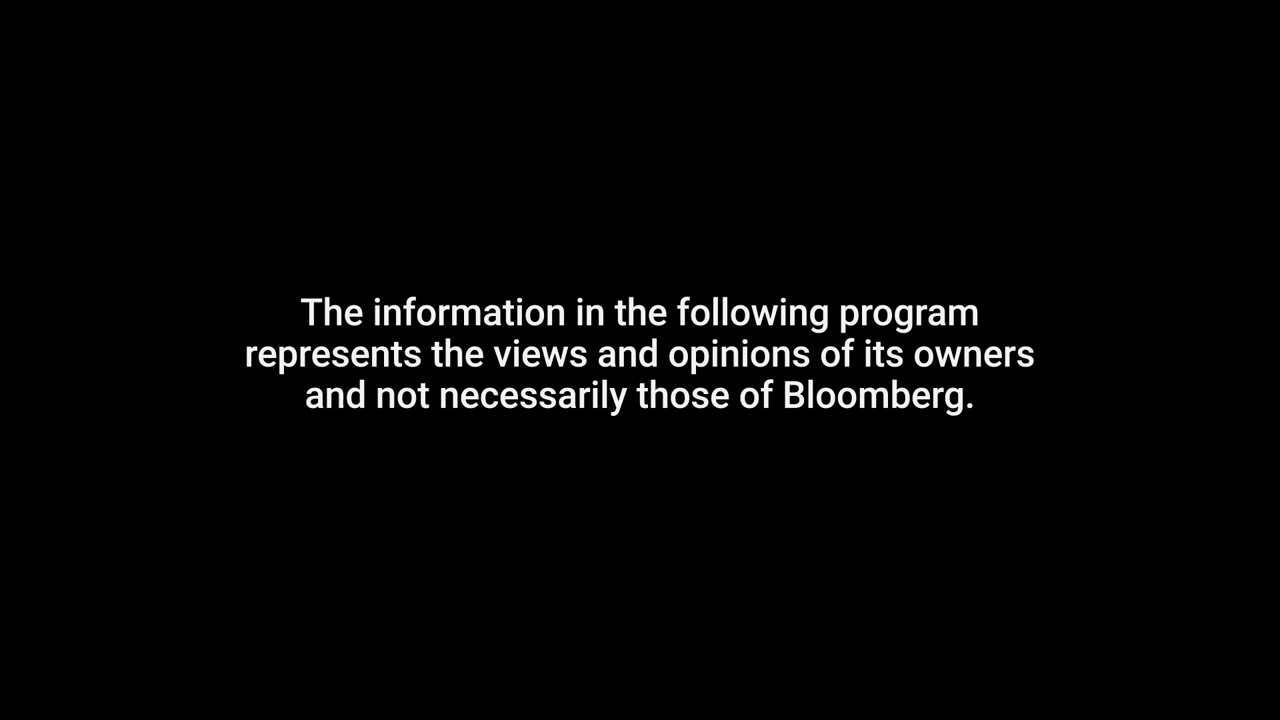 The information in the following program
represents the views and opinions of its owners
and not necessarily those of Bloomberg.